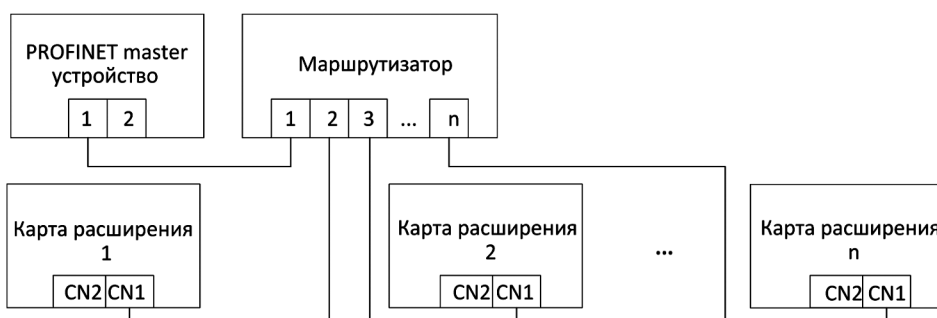 PROFINET master
устройство
1 2
Маршрутизатор
1 2 3 ... n
Карта расширения
1
CN2 CN1
Карта расширения
2
CN2 CN1
...
Карта расширения
n
CN2 CN1